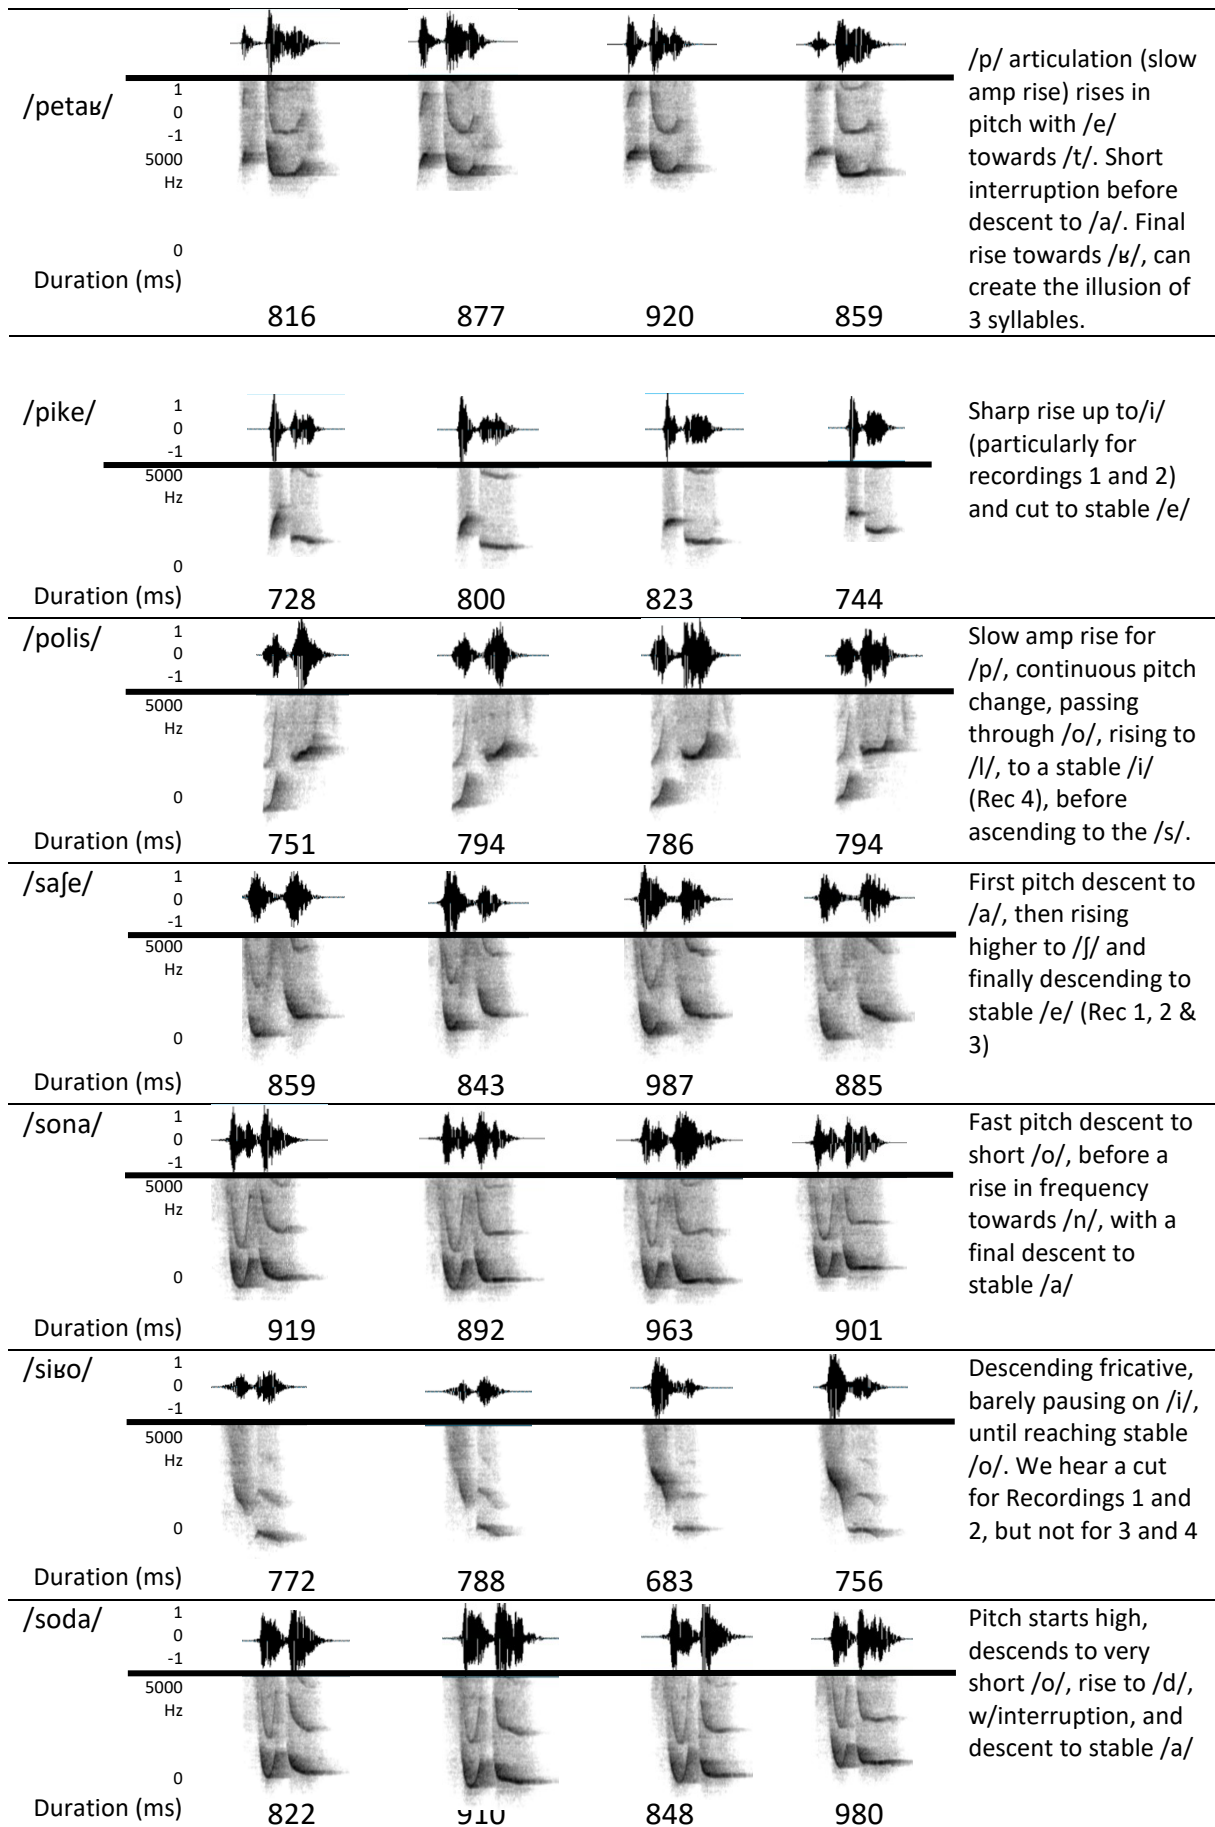 /petaʁ/
1
0
-1
5000
Hz
0
Duration (ms)
816 877 920 859
/p/ articulation (slow
amp rise) rises in
pitch with /e/
towards /t/. Short
interruption before
descent to /a/. Final
rise towards /ʁ/, can
create the illusion of
3 syllables.
/pike/
1
0
-1
5000
Hz
0
Duration (ms)
728 800 823 744
Sharp rise up to/i/
(particularly for
recordings 1 and 2)
and cut to stable /e/
/polis/
1
0
-1
5000
Hz
0
Duration (ms)
751 794 786 794
Slow amp rise for
/p/, continuous pitch
change, passing
through /o/, rising to
/l/, to a stable /i/
(Rec 4), before
ascending to the /s/.
/saʃe/
1
0
-1
5000
Hz
0
Duration (ms)
859 843 987 885
First pitch descent to
/a/, then rising
higher to /ʃ/ and
finally descending to
stable /e/ (Rec 1, 2 &
3)
/sona/
1
0
-1
5000
Hz
0
Duration (ms)
919 892 963 901
Fast pitch descent to
short /o/, before a
rise in frequency
towards /n/, with a
final descent to
stable /a/
/siʁo/
1
0
-1
5000
Hz
0
Duration (ms)
772 788 683 756
Descending fricative,
barely pausing on /i/,
until reaching stable
/o/. We hear a cut
for Recordings 1 and
2, but not for 3 and 4
/soda/
1
0
-1
5000
Hz
0
Duration (ms)
822 910 848 980
Pitch starts high,
descends to very
short /o/, rise to /d/,
w/interruption, and
descent to stable /a/